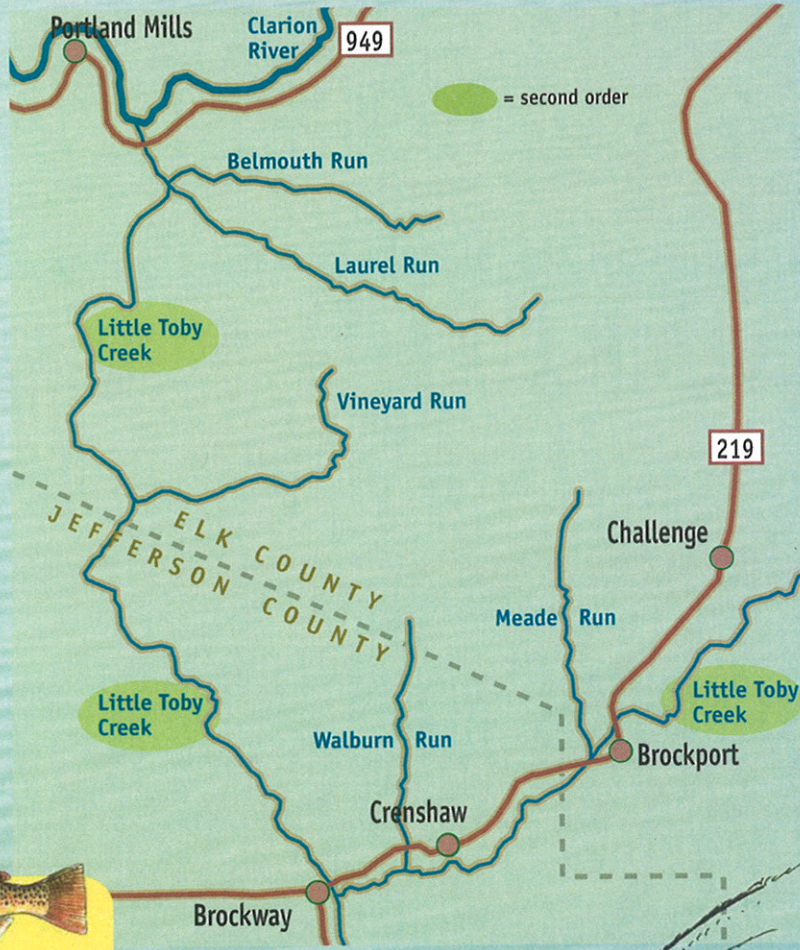 Portland Mills
Clarion
River
949
= second order
Belmouth Run
Laurel Run
Little Toby
Creek
Vineyard Run
219
ELK COUNTY
JEFFERSON COUNTY
Challenge
Meade Run
Little Toby
Creek
Little Toby
Creek
Walburn Run
Brockport
Crenshaw
Brockway